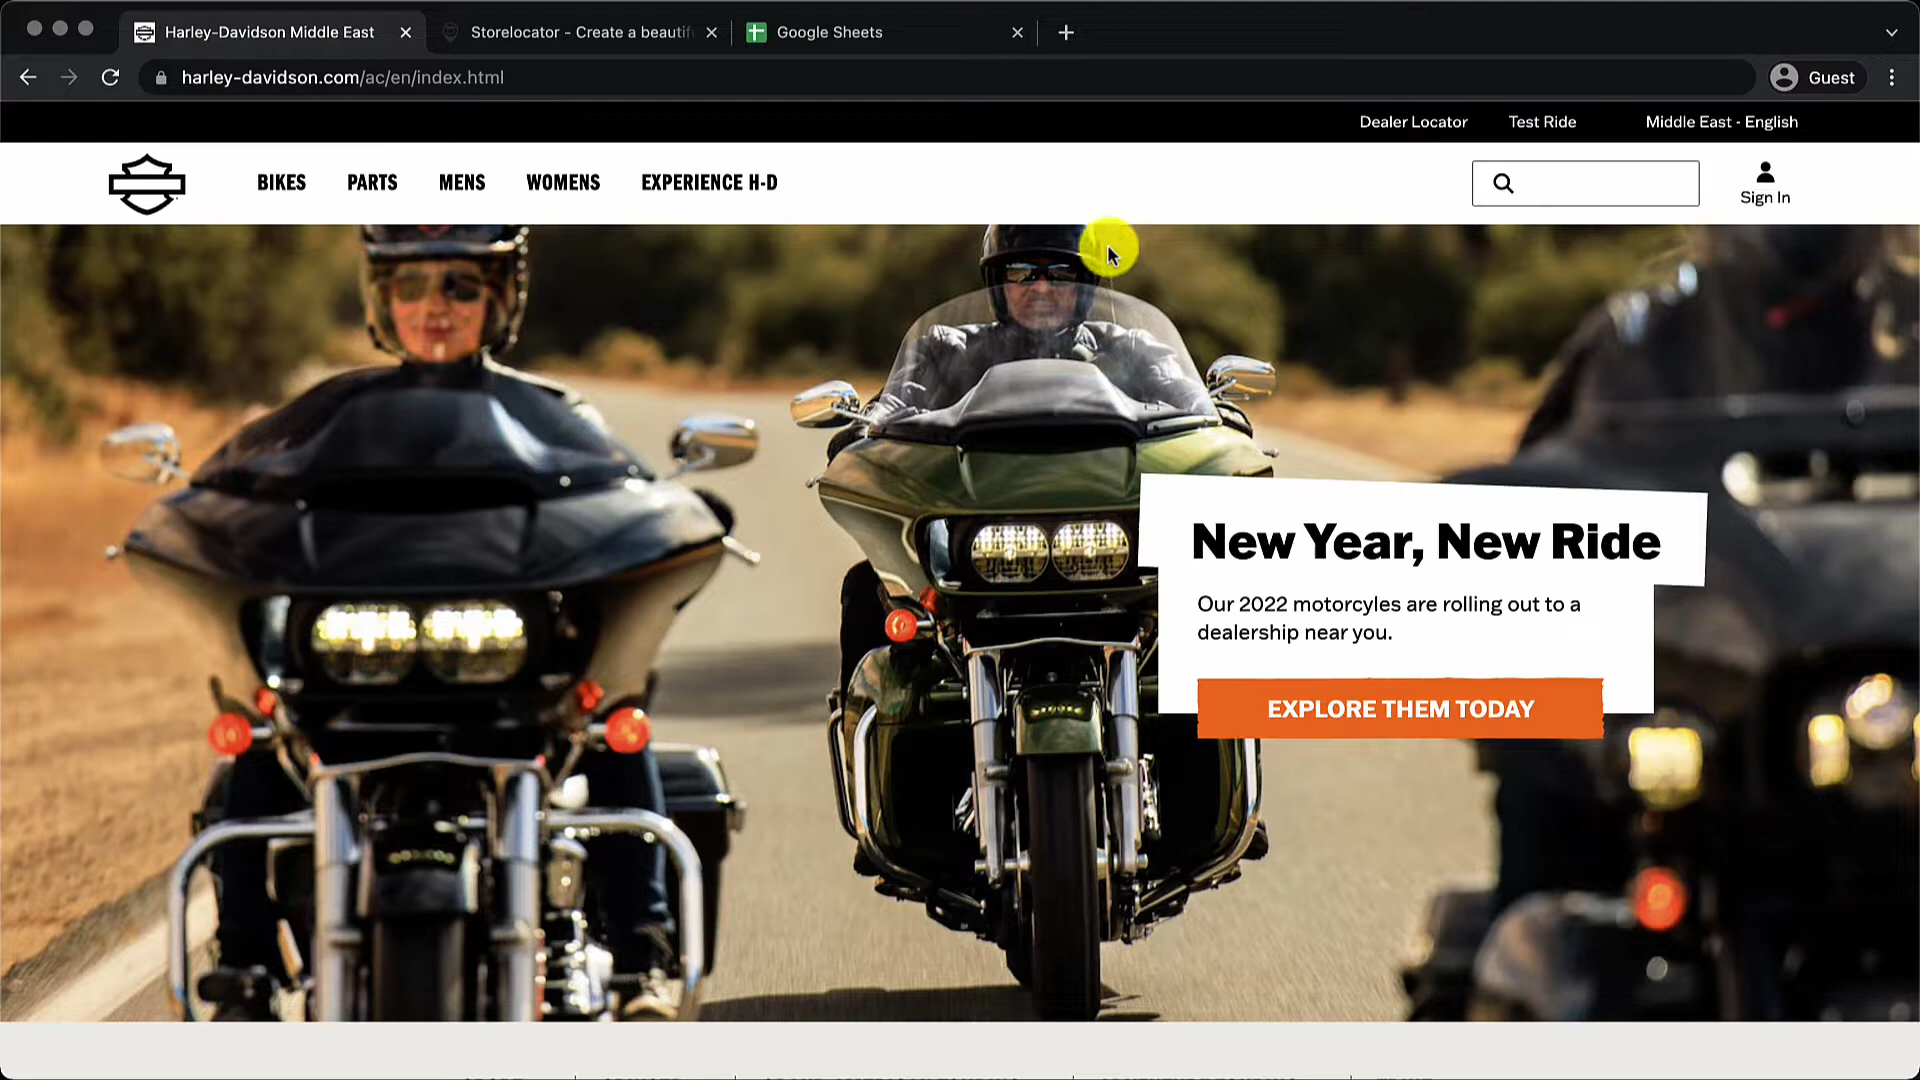 Harley-Davidson Middle East
Storelocator - Create a beautif
Google Sheets
harley-davidson.com/ac/en/index.html
Guest
Dealer Locator
Test Ride
Middle East - English
BIKES
PARTS
MENS
WOMENS
EXPERIENCE H-D
Sign In
New Year, New Ride
Our 2022 motorcyles are rolling out to a
dealership near you.
EXPLORE THEM TODAY